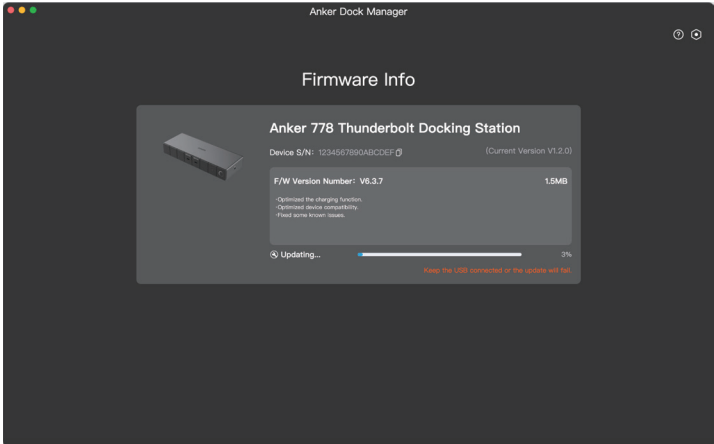 Anker Dock Manager
Firmware Info
Anker 778 Thunderbolt Docking Station
Device S/N: 1234567890ABCDEF (Current Version V1.2.0)
F/W Version Number: V6.3.7 1.5MB
·Optimized the charging function.
·Optimized device compatibility.
·Fixed some known issues.
Updating... 3%
Keep the USB connected or the update will fail.